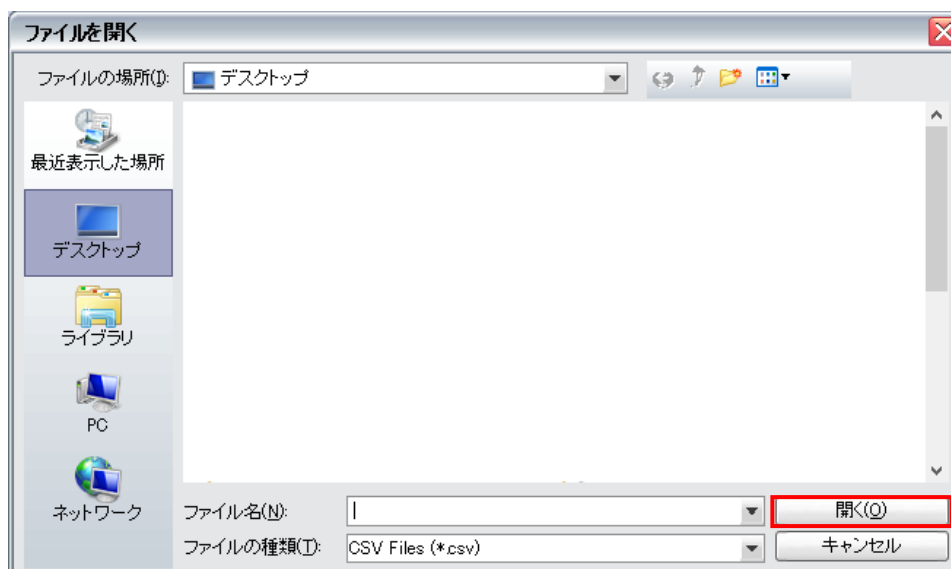 ファイルを開く
ファイルの場所(I):
デスクトップ
最近表示した場所
デスクトップ
ライブラリ
PC
ネットワーク
ファイル名(N):
開く(O)
ファイルの種類(T):
CSV Files (*.csv)
キャンセル